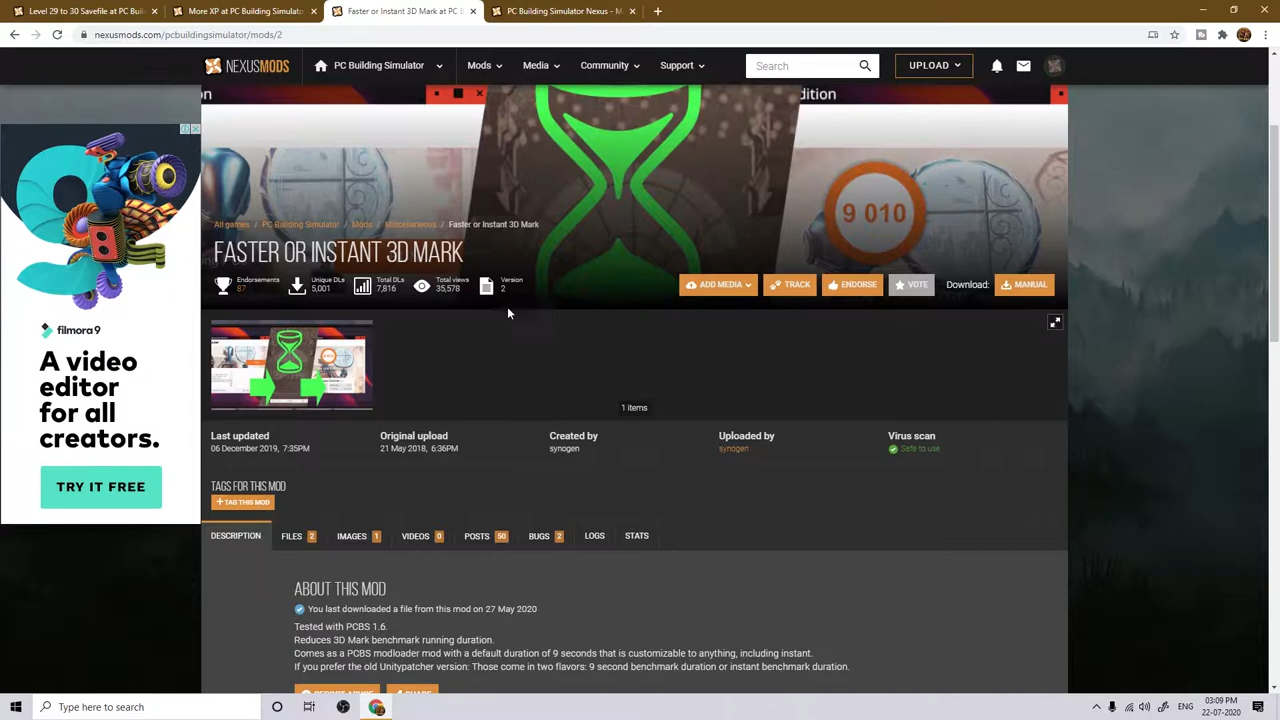 Level 29 to 30 Savefile at PC Bui
More XP at PC Building Simulator
Faster or Instant 3D Mark at PC B
PC Building Simulator Nexus - M
nexusmods.com/pcbuildingsimulator/mods/2
NEXUSMODS
PC Building Simulator
Mods
Media
Community
Support
Search
UPLOAD
on
dition
9 010
All games / PC Building Simulator / Mods / Miscellaneous / Faster or Instant 3D Mark
FASTER OR INSTANT 3D MARK
Endorsements
87
Unique DLs
5,001
Total DLs
7,816
Total views
35,578
Version
2
ADD MEDIA
TRACK
ENDORSE
VOTE
Download:
MANUAL
filmora 9
A video
editor
for all
creators.
TRY IT FREE
1 items
Last updated
06 December 2019, 7:35PM
Original upload
21 May 2018, 6:36PM
Created by
synogen
Uploaded by
synogen
Virus scan
Safe to use
TAGS FOR THIS MOD
+ TAG THIS MOD
DESCRIPTION
FILES 2
IMAGES 1
VIDEOS 0
POSTS 50
BUGS 2
LOGS
STATS
ABOUT THIS MOD
You last downloaded a file from this mod on 27 May 2020
Tested with PCBS 1.6.
Reduces 3D Mark benchmark running duration.
Comes as a PCBS modloader mod with a default duration of 9 seconds that is customizable to anything, including instant.
If you prefer the old Unitypatcher version: Those come in two flavors: 9 second benchmark duration or instant benchmark duration.
REPORT ABUSE
SHARE
Type here to search
ENG
03:09 PM
22-07-2020